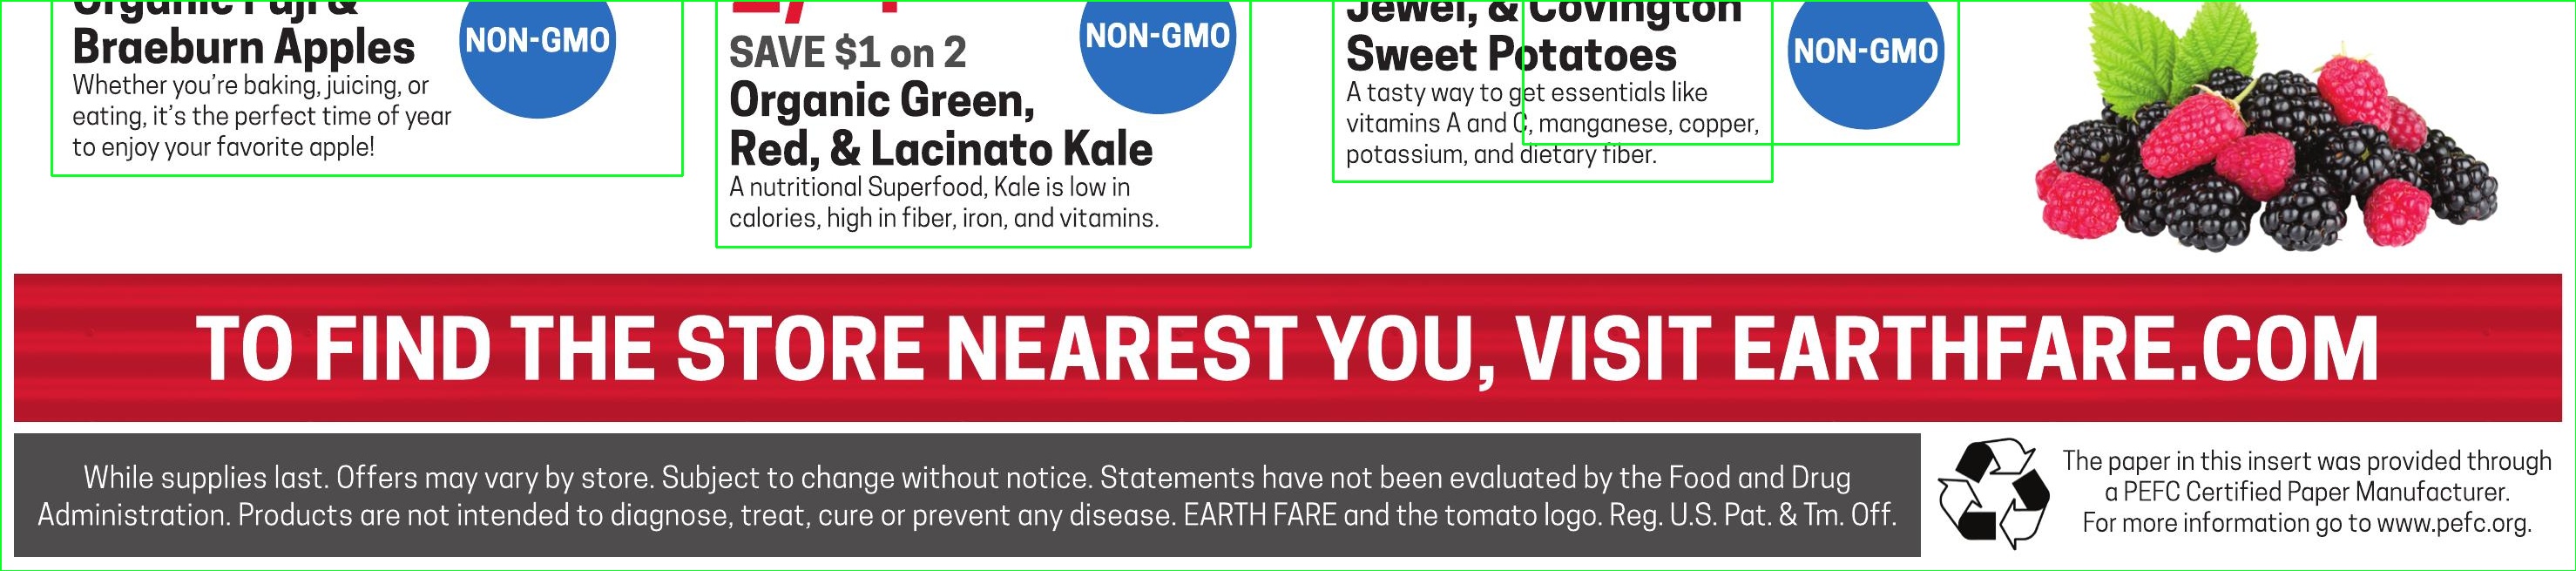 Organic Fuji &
Braeburn Apples
Whether you're baking, juicing, or
eating, it's the perfect time of year
to enjoy your favorite apple!
NON-GMO
SAVE $1 on 2
Organic Green,
Red, & Lacinato Kale
A nutritional Superfood, Kale is low in
calories, high in fiber, iron, and vitamins.
NON-GMO
Jewel, & Covington
Sweet Potatoes
A tasty way to get essentials like
vitamins A and C, manganese, copper,
potassium, and dietary fiber.
NON-GMO
TO FIND THE STORE NEAREST YOU, VISIT EARTHFARE.COM
While supplies last. Offers may vary by store. Subject to change without notice. Statements have not been evaluated by the Food and Drug
Administration. Products are not intended to diagnose, treat, cure or prevent any disease. EARTH FARE and the tomato logo. Reg. U.S. Pat. & Tm. Off.
The paper in this insert was provided through
a PEFC Certified Paper Manufacturer.
For more information go to www.pefc.org.